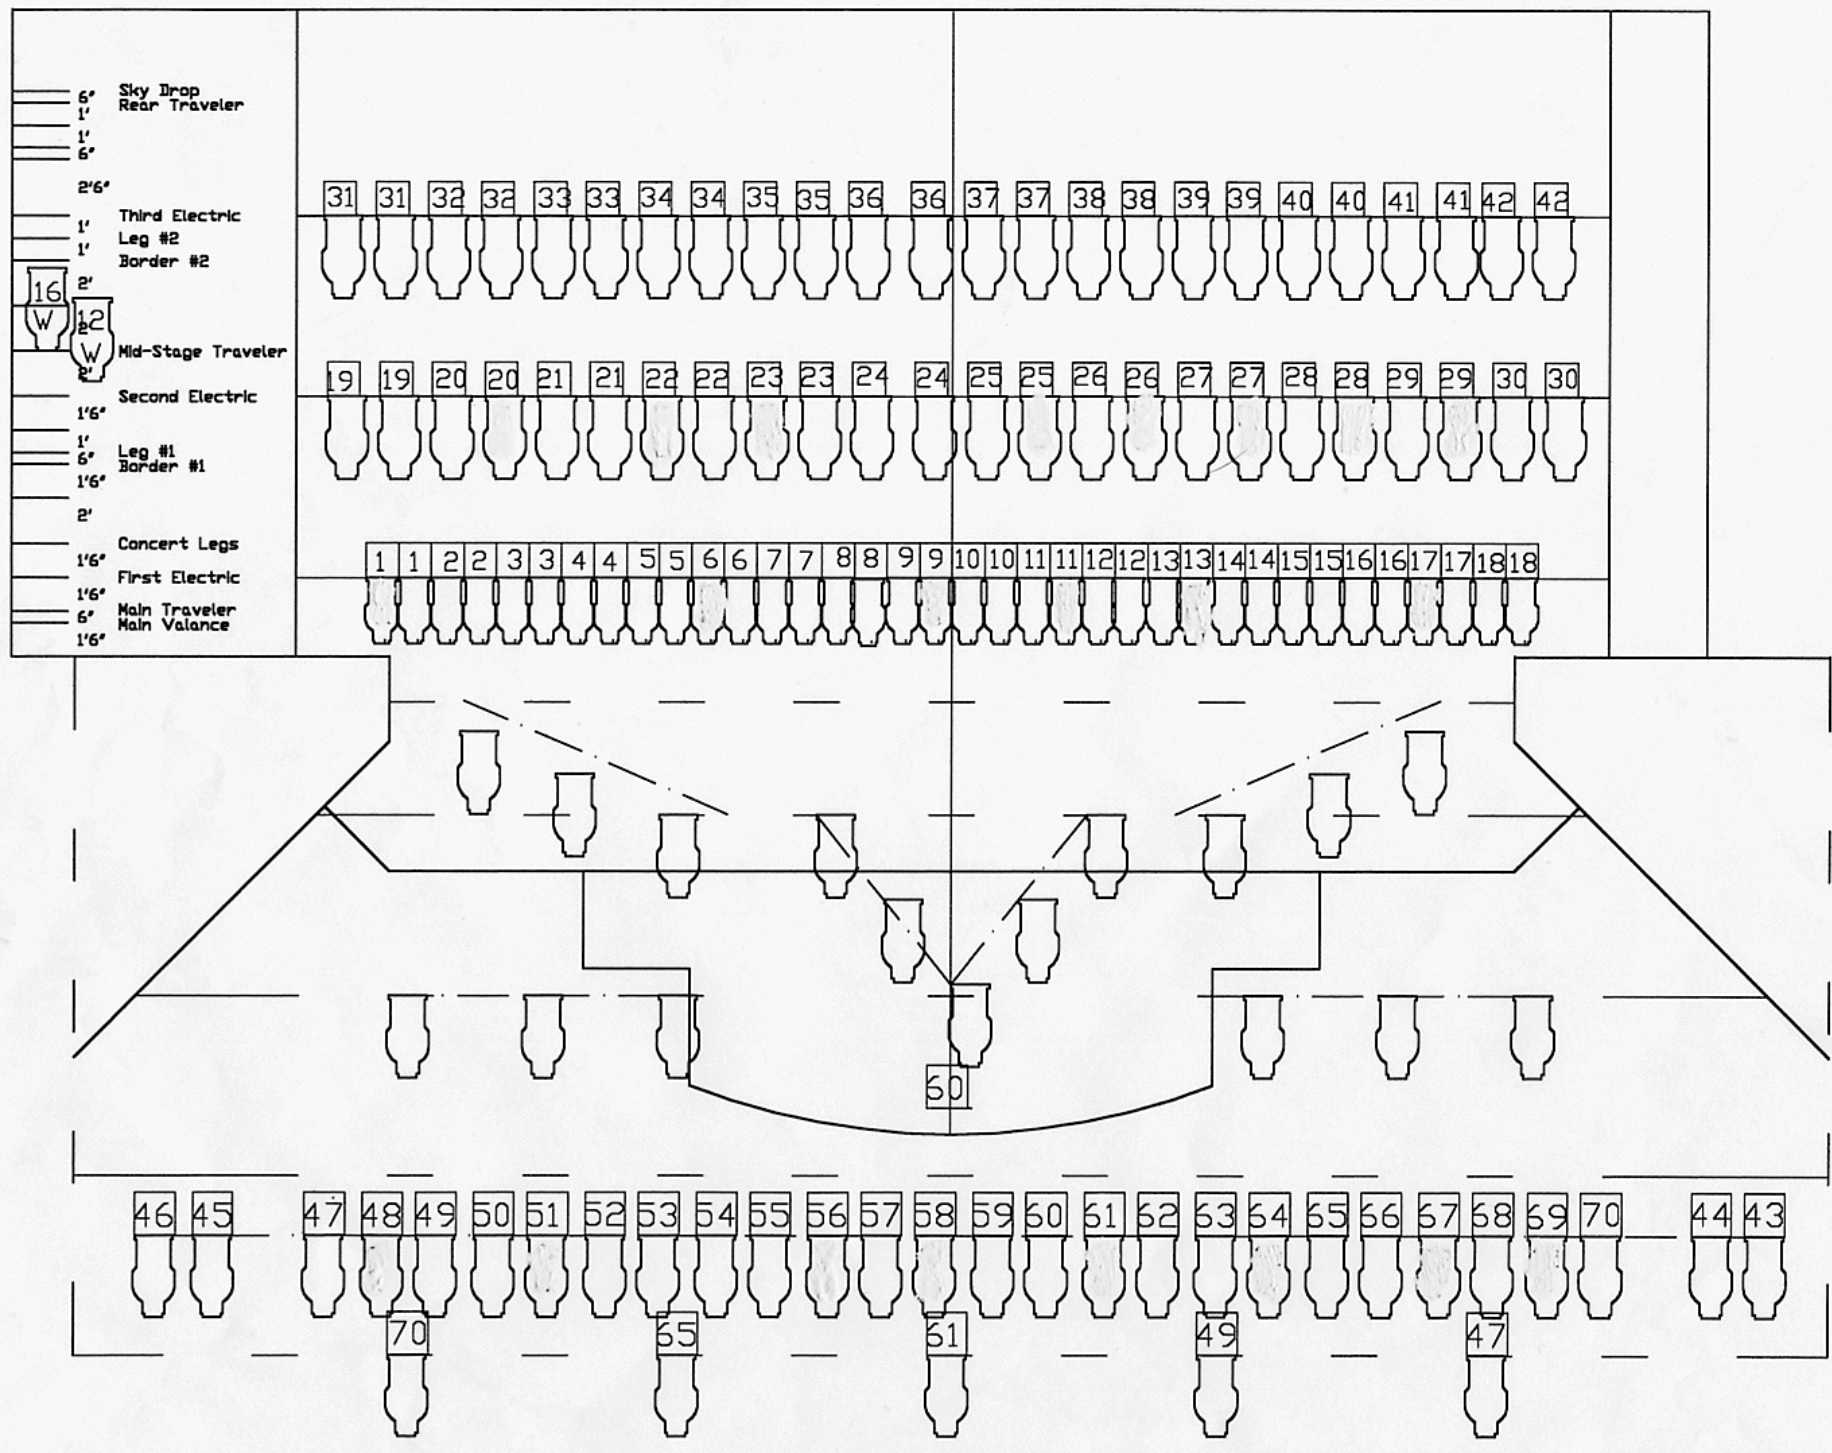 6" Sky Drop
Rear Traveler
1'
1'
6"
2'6"
31 31 32 32 33 33 34 34 35 35 36 36 37 37 38 38 39 39 40 40 41 41 42 42
Third Electric
1'
Leg #2
1'
Border #2
2'
16
W
12
2'
W
Mid-Stage Traveler
2'
19 19 20 20 21 21 22 22 23 23 24 24 25 25 26 26 27 27 28 28 29 29 30 30
Second Electric
1'6"
1'
Leg #1
6"
Border #1
1'6"
2'
Concert Legs
1'6"
1 1 2 2 3 3 4 4 5 5 6 6 7 7 8 8 9 9 10 10 11 11 12 12 13 13 14 14 15 15 16 16 17 17 18 18
First Electric
1'6"
Main Traveler
6"
Main Valance
1'6"
60
46 45 47 48 49 50 51 52 53 54 55 56 57 58 59 60 61 62 63 64 65 66 67 68 69 70 44 43
70 65 61 49 47